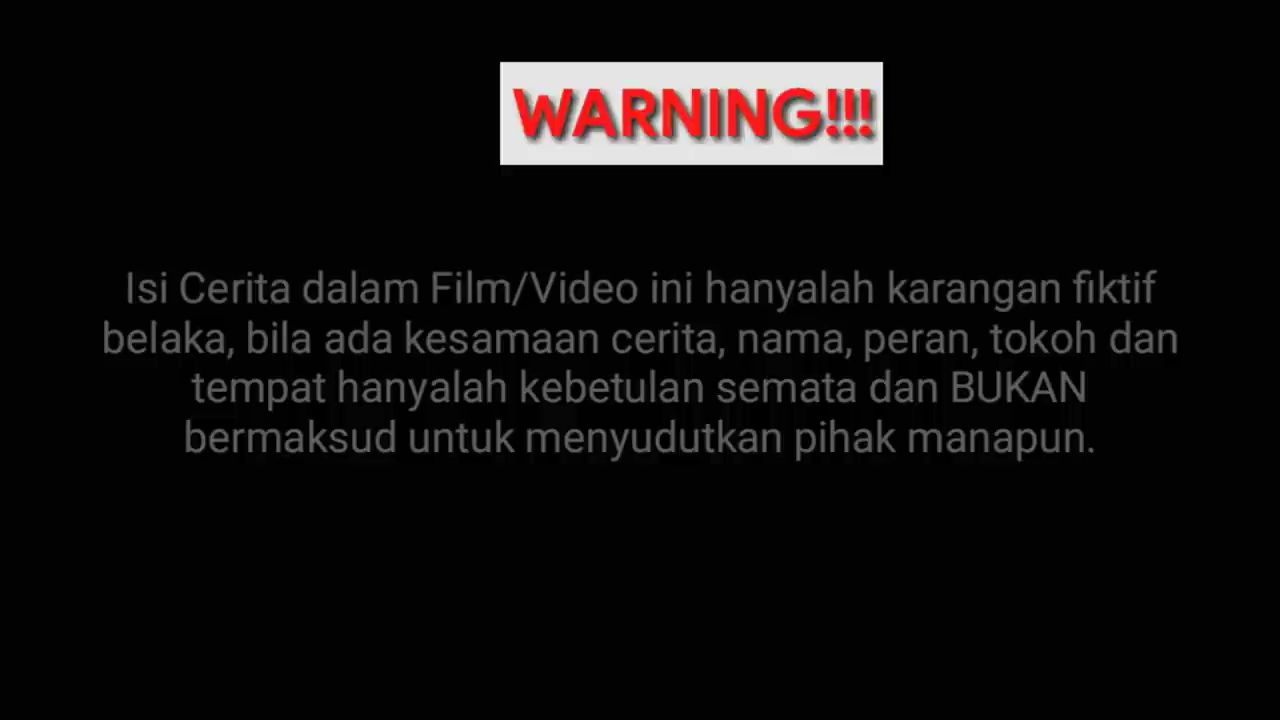 WARNING!!!
Isi Cerita dalam Film/Video ini hanyalah karangan fiktif
belaka, bila ada kesamaan cerita, nama, peran, tokoh dan
tempat hanyalah kebetulan semata dan BUKAN
bermaksud untuk menyudutkan pihak manapun.